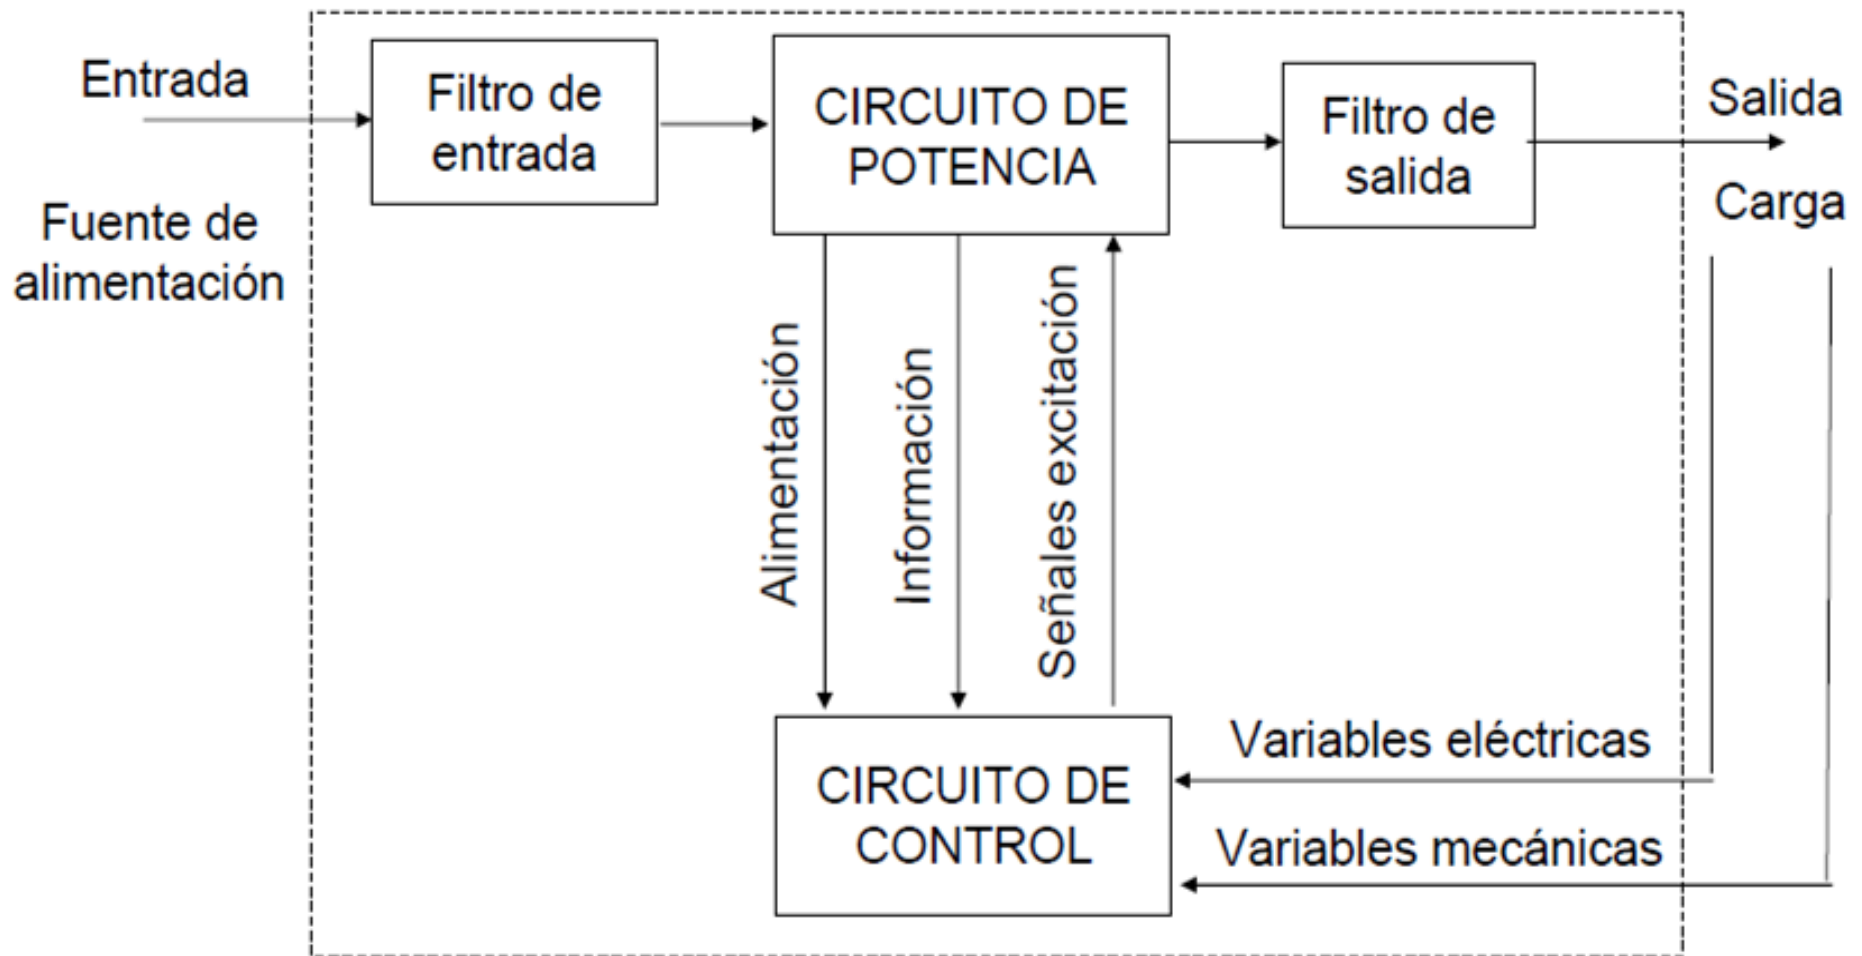 Entrada
Fuente de
alimentación
Filtro de
entrada
CIRCUITO DE
POTENCIA
Filtro de
salida
Salida
Carga
Alimentación
Información
Señales excitación
CIRCUITO DE
CONTROL
Variables eléctricas
Variables mecánicas